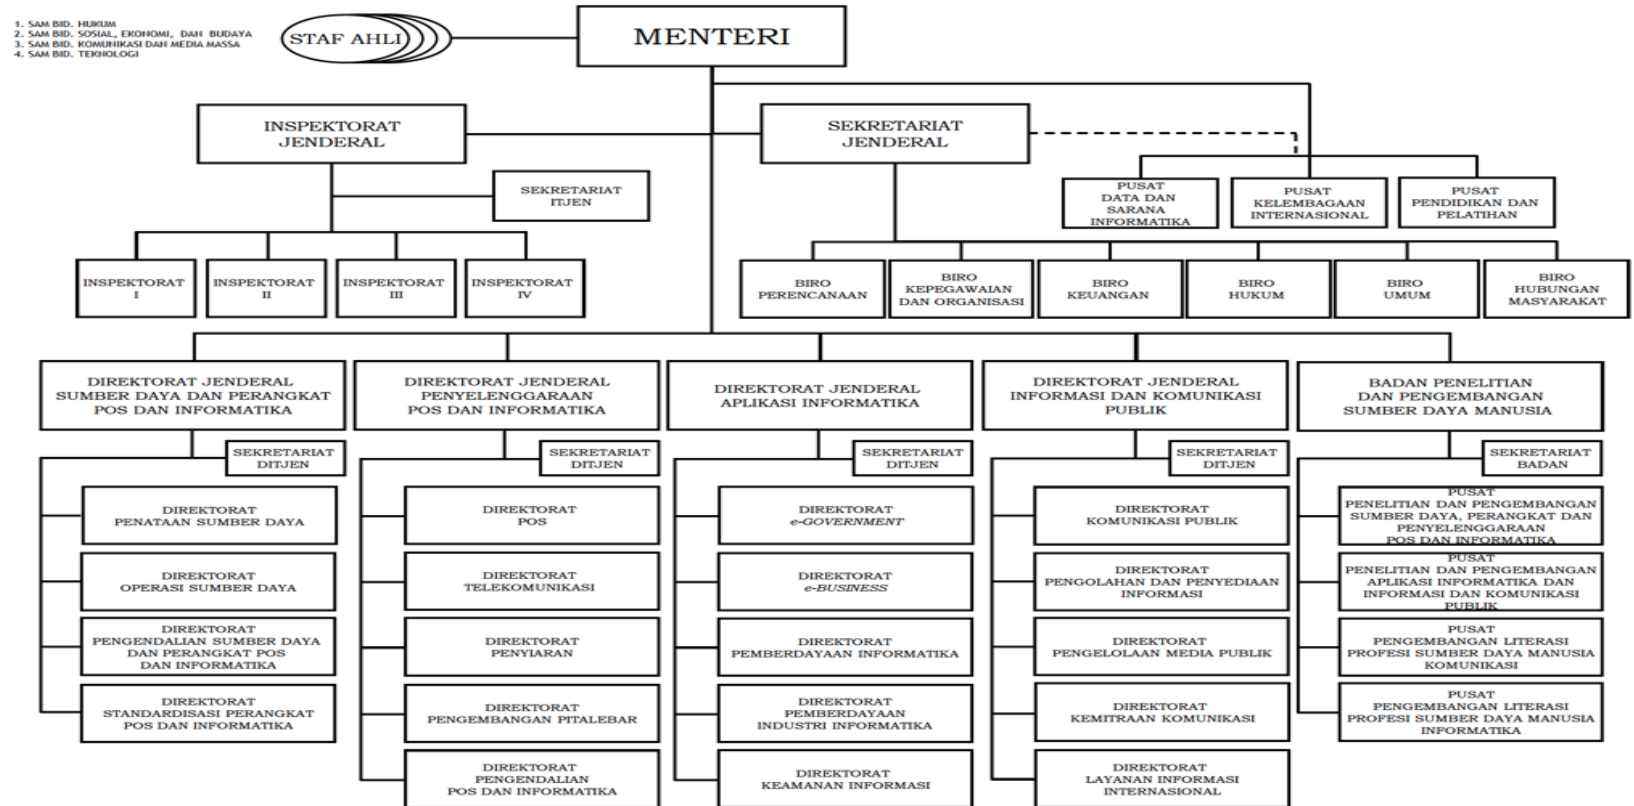 1. SAM BID. HUKUM
2. SAM BID. SOSIAL, EKONOMI, DAN BUDAYA
3. SAM BID. KOMUNIKASI DAN MEDIA MASSA
4. SAM BID. TEKNOLOGI
STAF AHLI
MENTERI
INSPEKTORAT
JENDERAL
SEKRETARIAT
JENDERAL
SEKRETARIAT
ITJEN
PUSAT
DATA DAN
SARANA
INFORMATIKA
PUSAT
KELEMBAGAAN
INTERNASIONAL
PUSAT
PENDIDIKAN DAN
PELATIHAN
INSPEKTORAT
I
INSPEKTORAT
II
INSPEKTORAT
III
INSPEKTORAT
IV
BIRO
PERENCANAAN
BIRO
KEPEGAWAIAN
DAN ORGANISASI
BIRO
KEUANGAN
BIRO
HUKUM
BIRO
UMUM
BIRO
HUBUNGAN
MASYARAKAT
DIREKTORAT JENDERAL
SUMBER DAYA DAN PERANGKAT
POS DAN INFORMATIKA
DIREKTORAT JENDERAL
PENYELENGGARAAN
POS DAN INFORMATIKA
DIREKTORAT JENDERAL
APLIKASI INFORMATIKA
DIREKTORAT JENDERAL
INFORMASI DAN KOMUNIKASI
PUBLIK
BADAN PENELITIAN
DAN PENGEMBANGAN
SUMBER DAYA MANUSIA
SEKRETARIAT
DITJEN
SEKRETARIAT
DITJEN
SEKRETARIAT
DITJEN
SEKRETARIAT
DITJEN
SEKRETARIAT
BADAN
DIREKTORAT
PENATAAN SUMBER DAYA
DIREKTORAT
OPERASI SUMBER DAYA
DIREKTORAT
PENGENDALIAN SUMBER DAYA
DAN PERANGKAT POS
DAN INFORMATIKA
DIREKTORAT
STANDARDISASI PERANGKAT
POS DAN INFORMATIKA
DIREKTORAT
POS
DIREKTORAT
TELEKOMUNIKASI
DIREKTORAT
PENYIARAN
DIREKTORAT
PENGEMBANGAN PITALEBAR
DIREKTORAT
PENGENDALIAN
POS DAN INFORMATIKA
DIREKTORAT
e-GOVERNMENT
DIREKTORAT
e-BUSINESS
DIREKTORAT
PEMBERDAYAAN INFORMATIKA
DIREKTORAT
PEMBERDAYAAN
INDUSTRI INFORMATIKA
DIREKTORAT
KEAMANAN INFORMASI
DIREKTORAT
KOMUNIKASI PUBLIK
DIREKTORAT
PENGOLAHAN DAN PENYEDIAAN
INFORMASI
DIREKTORAT
PENGELOLAAN MEDIA PUBLIK
DIREKTORAT
KEMITRAAN KOMUNIKASI
DIREKTORAT
LAYANAN INFORMASI
INTERNASIONAL
PUSAT
PENELITIAN DAN PENGEMBANGAN
SUMBER DAYA, PERANGKAT DAN
PENYELENGGARAAN
POS DAN INFORMATIKA
PUSAT
PENELITIAN DAN PENGEMBANGAN
APLIKASI INFORMATIKA DAN
INFORMASI DAN KOMUNIKASI
PUBLIK
PUSAT
PENGEMBANGAN LITERASI
PROFESI SUMBER DAYA MANUSIA
KOMUNIKASI
PUSAT
PENGEMBANGAN LITERASI
PROFESI SUMBER DAYA MANUSIA
INFORMATIKA